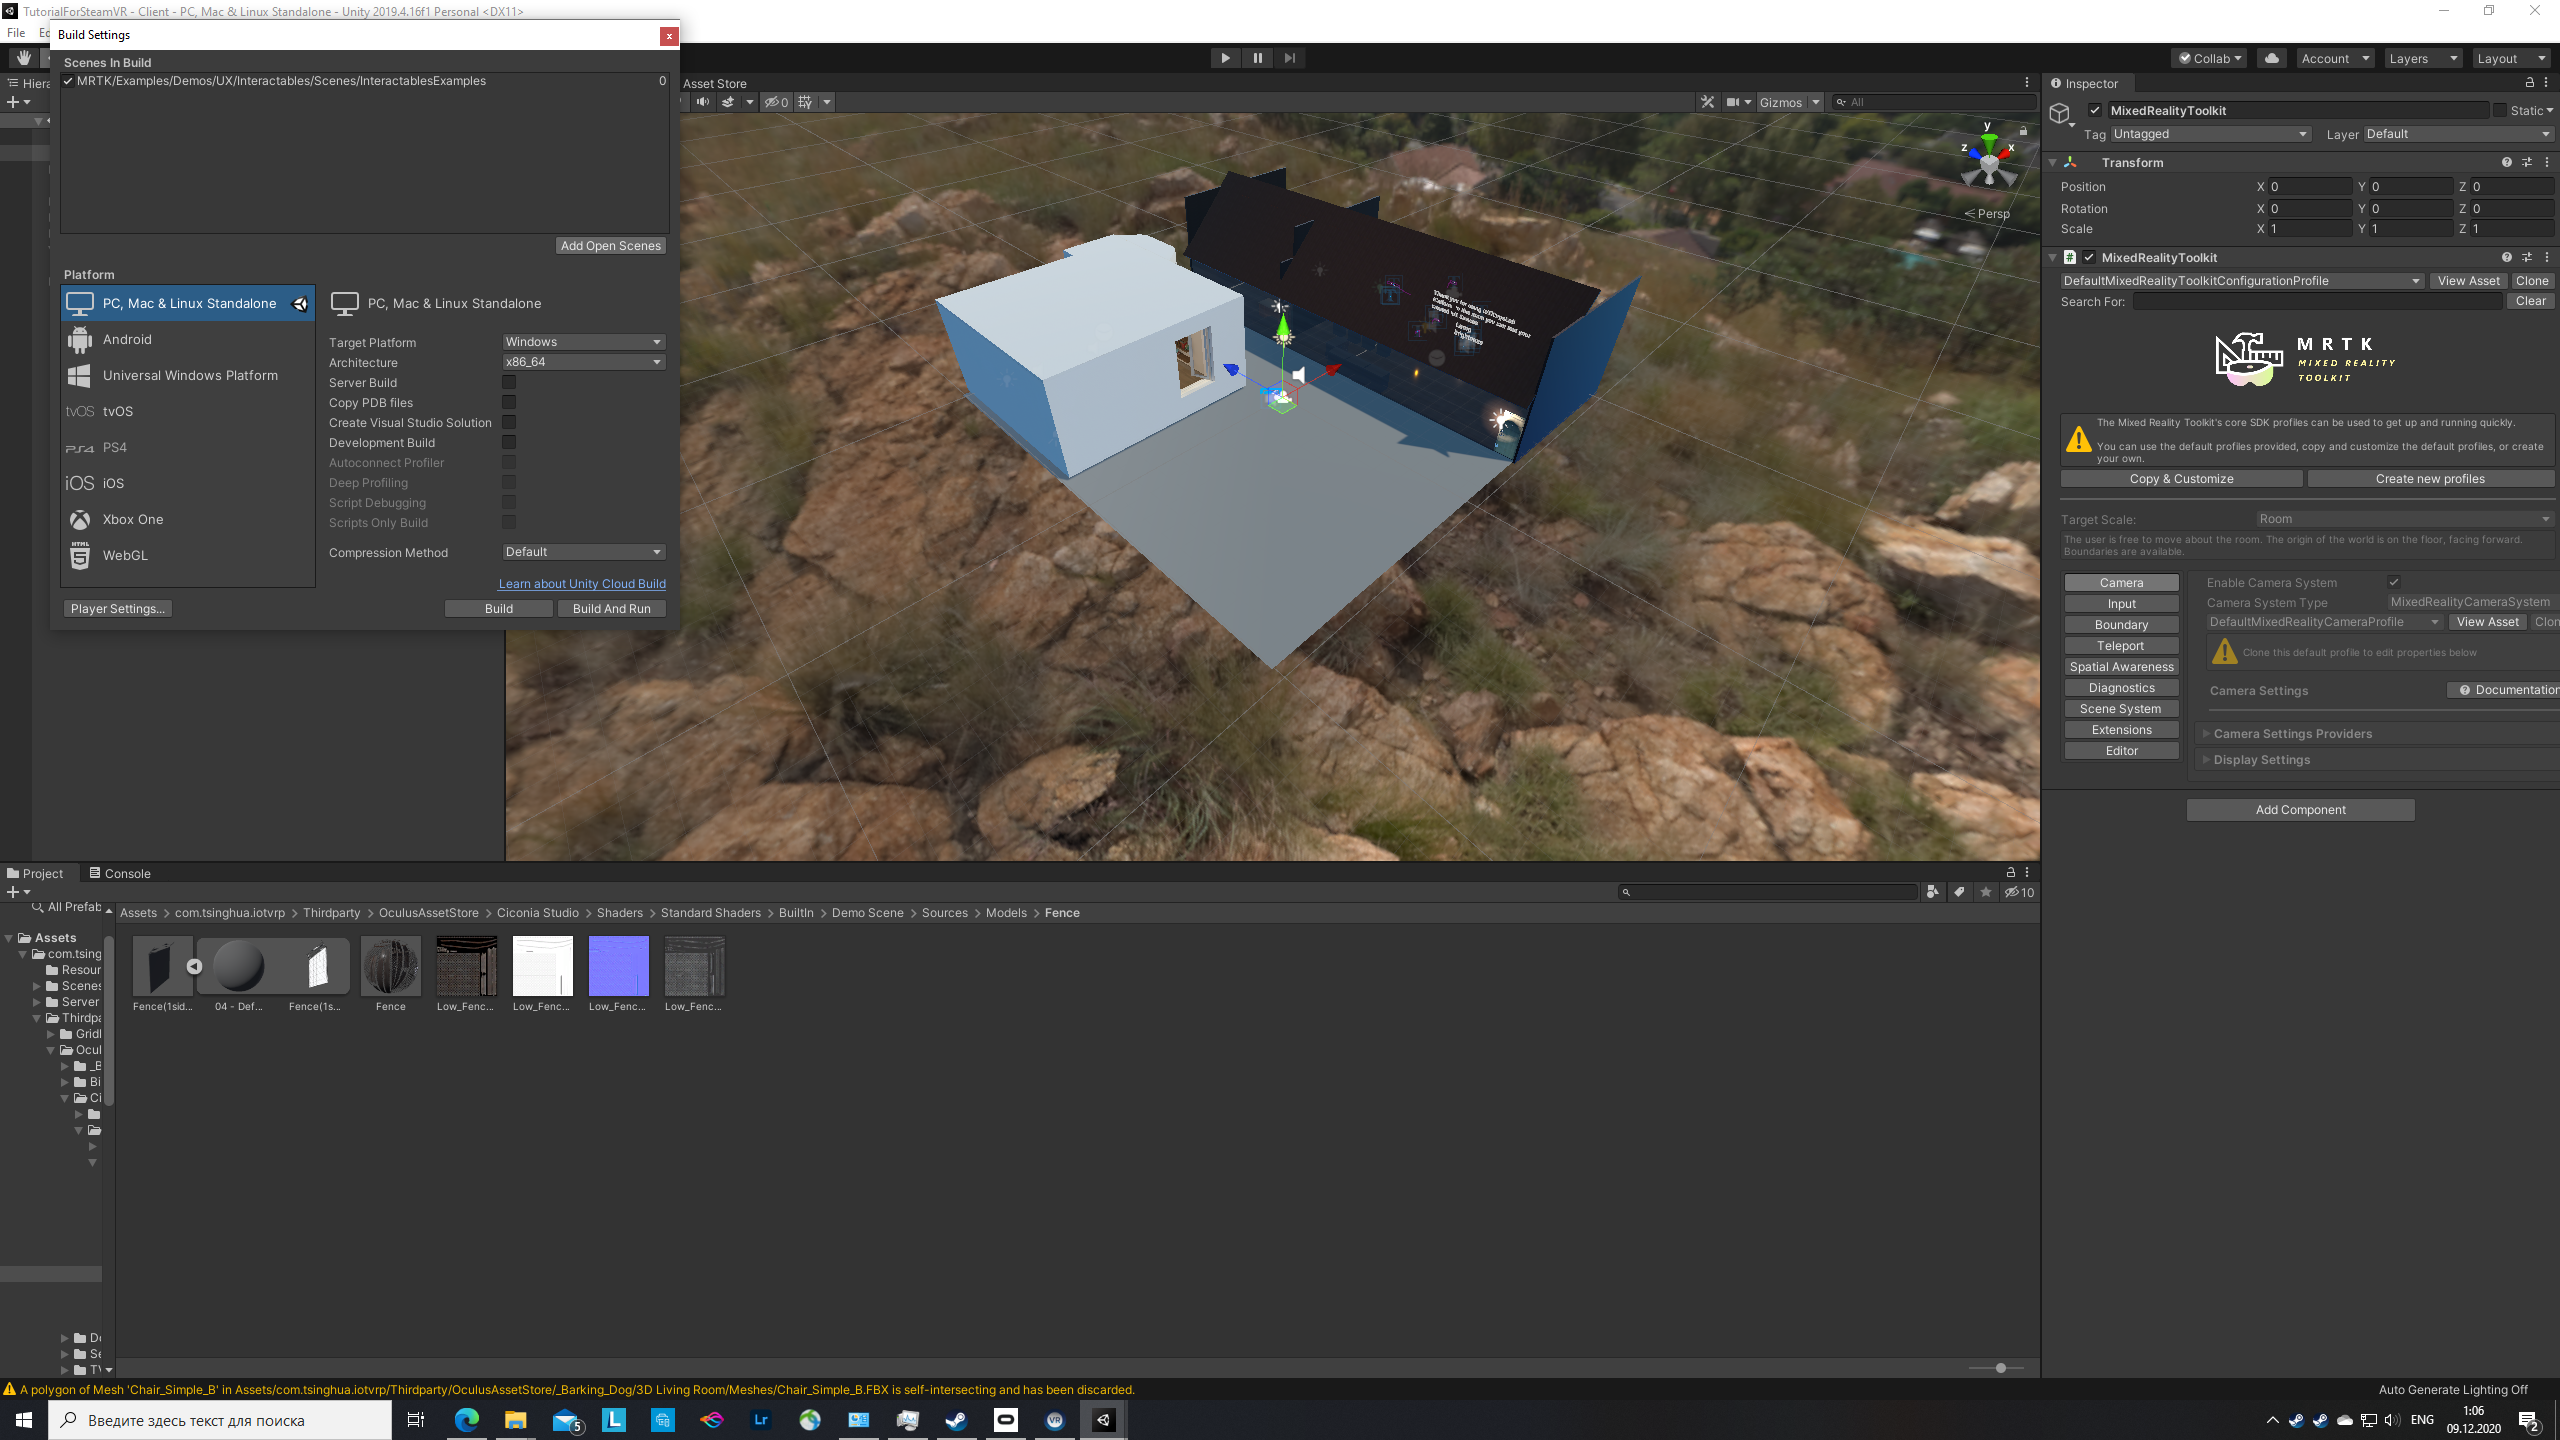 TutorialForSteamVR - Client - PC, Mac & Linux Standalone - Unity 2019.4.16f1 Personal <DX11>
File
Build Settings
Scenes In Build
MRTK/Examples/Demos/UX/Interactables/Scenes/InteractablesExamples 0
Add Open Scenes
Platform
PC, Mac & Linux Standalone
Android
Universal Windows Platform
tvOS tvOS
PS4 PS4
iOS iOS
Xbox One
HTML 5 WebGL
PC, Mac & Linux Standalone
Target Platform Windows
Architecture x86_64
Server Build
Copy PDB files
Create Visual Studio Solution
Development Build
Autoconnect Profiler
Deep Profiling
Script Debugging
Scripts Only Build
Compression Method Default
Learn about Unity Cloud Build
Player Settings... Build Build And Run
Collab Account Layers Layout
Asset Store
0 Gizmos All
y
z x
Persp
Inspector
MixedRealityToolkit Static
Tag Untagged Layer Default
Transform
Position X 0 Y 0 Z 0
Rotation X 0 Y 0 Z 0
Scale X 1 Y 1 Z 1
MixedRealityToolkit
DefaultMixedRealityToolkitConfigurationProfile View Asset Clone
Search For: Clear
MRTK
MIXED REALITY
TOOLKIT
The Mixed Reality Toolkit's core SDK profiles can be used to get up and running quickly.
You can use the default profiles provided, copy and customize the default profiles, or create
your own.
Copy & Customize Create new profiles
Target Scale: Room
The user is free to move about the room. The origin of the world is on the floor, facing forward.
Boundaries are available.
Camera
Input
Boundary
Teleport
Spatial Awareness
Diagnostics
Scene System
Extensions
Editor
Enable Camera System
Camera System Type MixedRealityCameraSystem
DefaultMixedRealityCameraProfile View Asset Clon
Clone this default profile to edit properties below
Camera Settings Documentation
Camera Settings Providers
Display Settings
Add Component
Project Console
10
All Prefab
Assets > com.tsinghua.iotvrp > Thirdparty > OculusAssetStore > Ciconia Studio > Shaders > Standard Shaders > BuiltIn > Demo Scene > Sources > Models > Fence
Assets
com.tsing
Resour
Scenes
Server
Thirdpa
Gridl
Ocul
_B
Bi
Ci
Do
Se
TV
Fence(1sid... 04 - Def... Fence(1s... Fence Low_Fenc... Low_Fenc... Low_Fenc... Low_Fenc...
A polygon of Mesh 'Chair_Simple_B' in Assets/com.tsinghua.iotvrp/Thirdparty/OculusAssetStore/_Barking_Dog/3D Living Room/Meshes/Chair_Simple_B.FBX is self-intersecting and has been discarded.
Auto Generate Lighting Off
Введите здесь текст для поиска
5 L Lr VR
ENG
1:06
09.12.2020
2